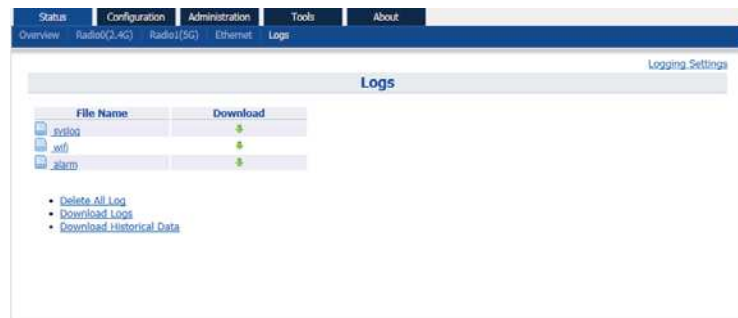 Status Configuration Administration Tools About
Overview Radio0(2.4G) Radio1(5G) Ethernet Logs
Logging Settings
Logs
File Name Download
syslog
wifi
alarm
Delete All Log
Download Logs
Download Historical Data